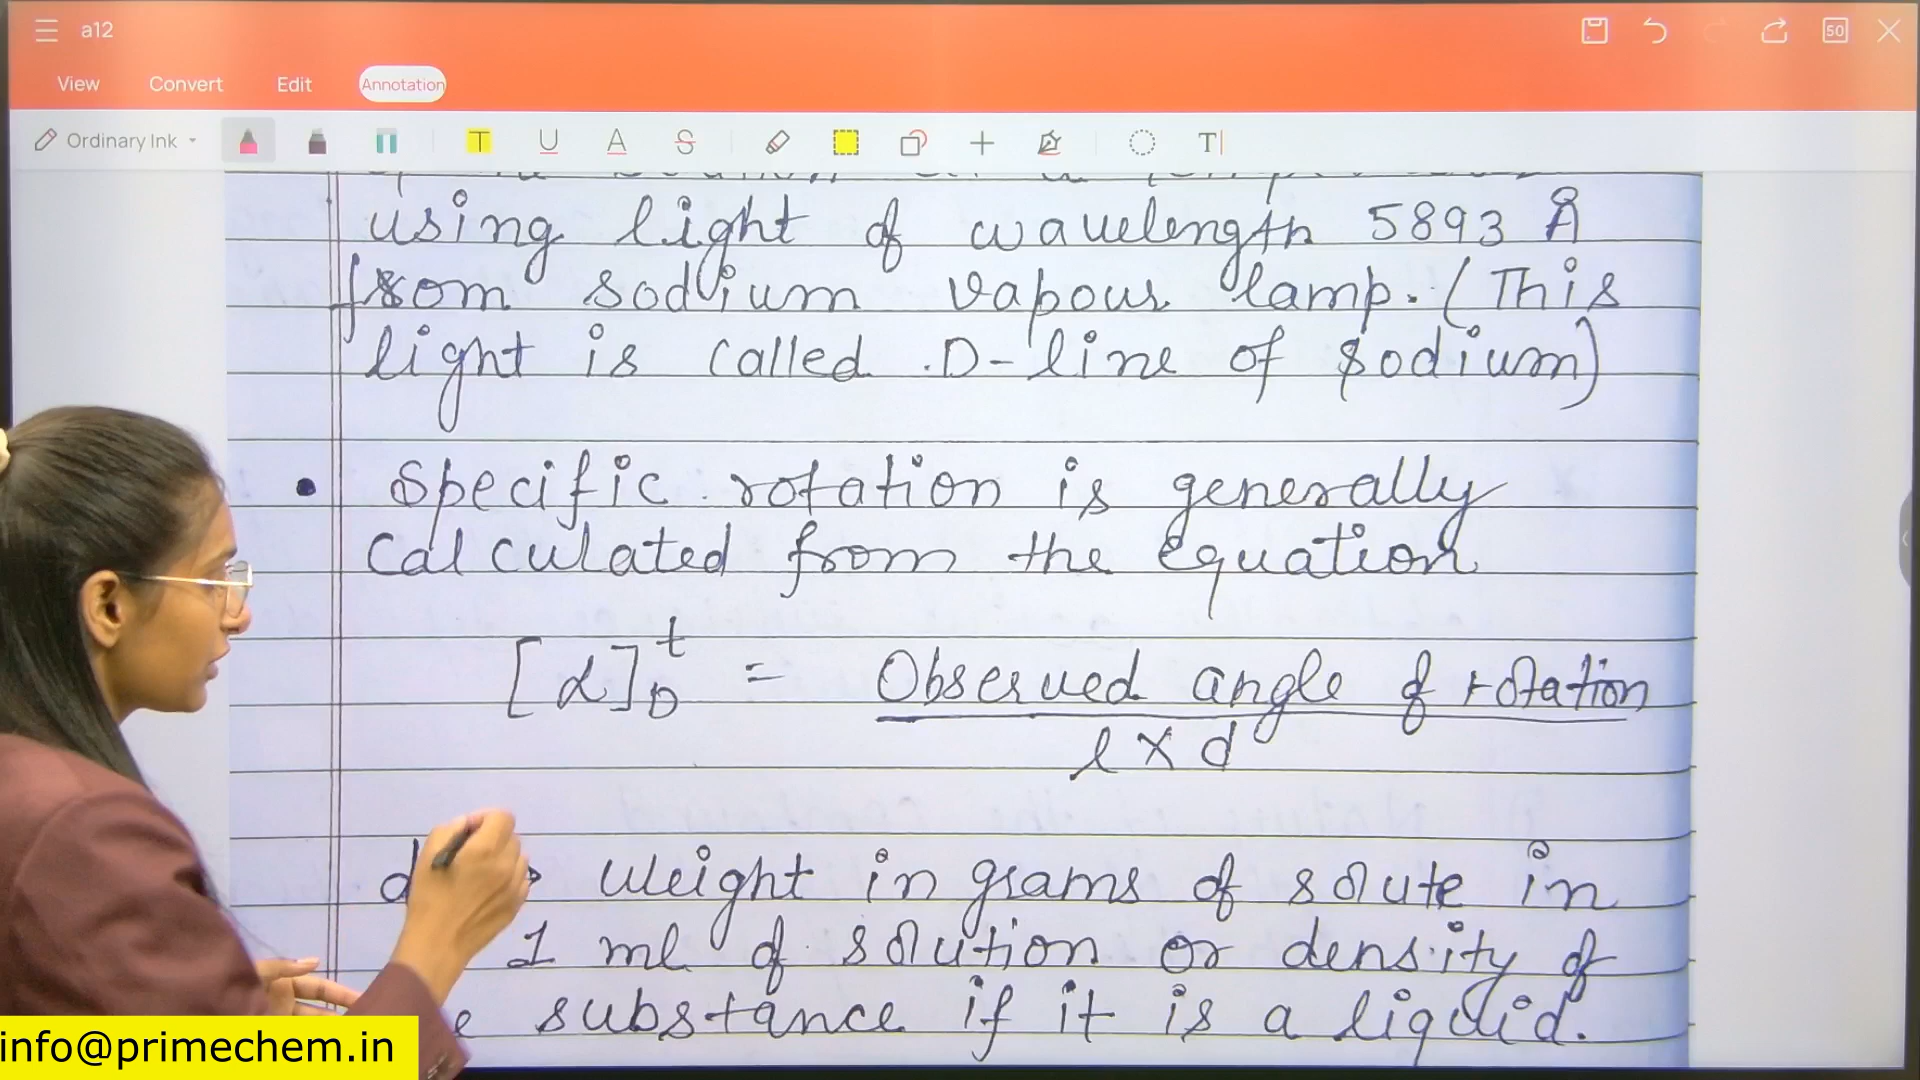 a12
50
View Convert Edit Annotation
Ordinary Ink T U A S T
using light of wavelength 5893 Å
from sodium vapour lamp. (This
light is called D-line of sodium)
• Specific rotation is generally
calculated from the equation
[α]ᵗD = Observed angle of rotation
l × d
d → Weight in grams of solute in
1 ml of solution or density of
substance if it is a liquid.
info@primechem.in